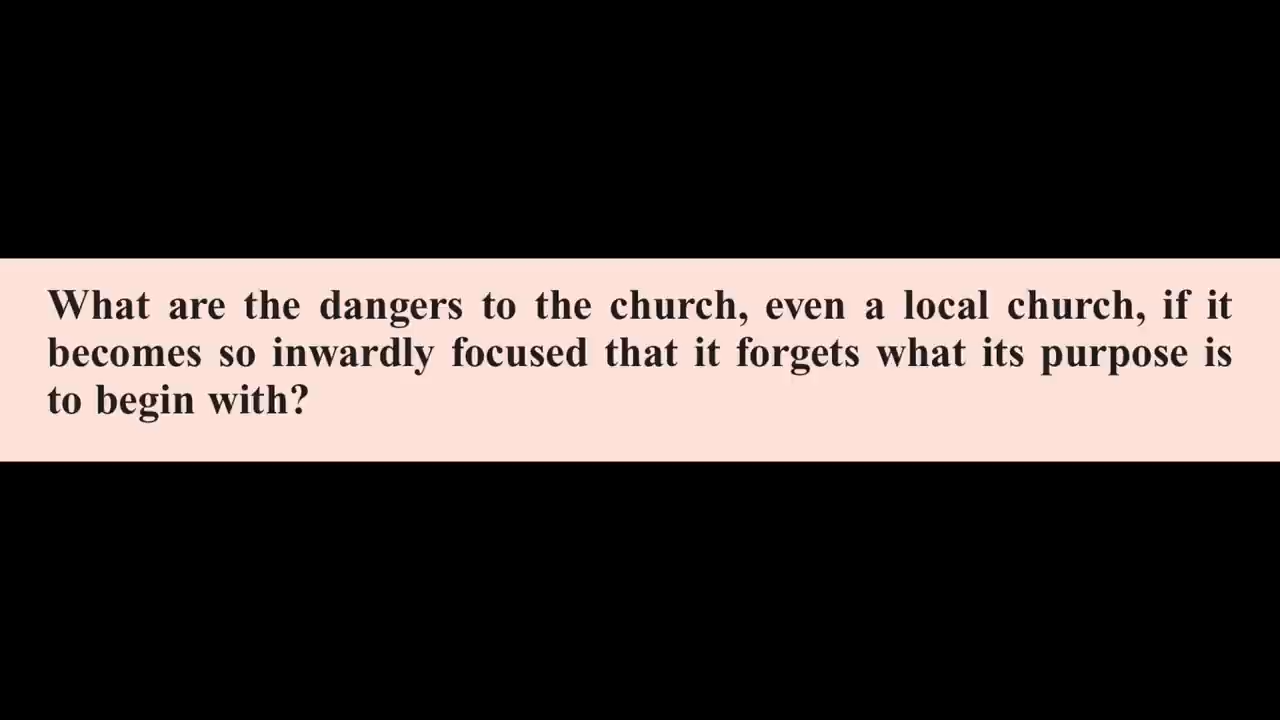 What are the dangers to the church, even a local church, if it
becomes so inwardly focused that it forgets what its purpose is
to begin with?